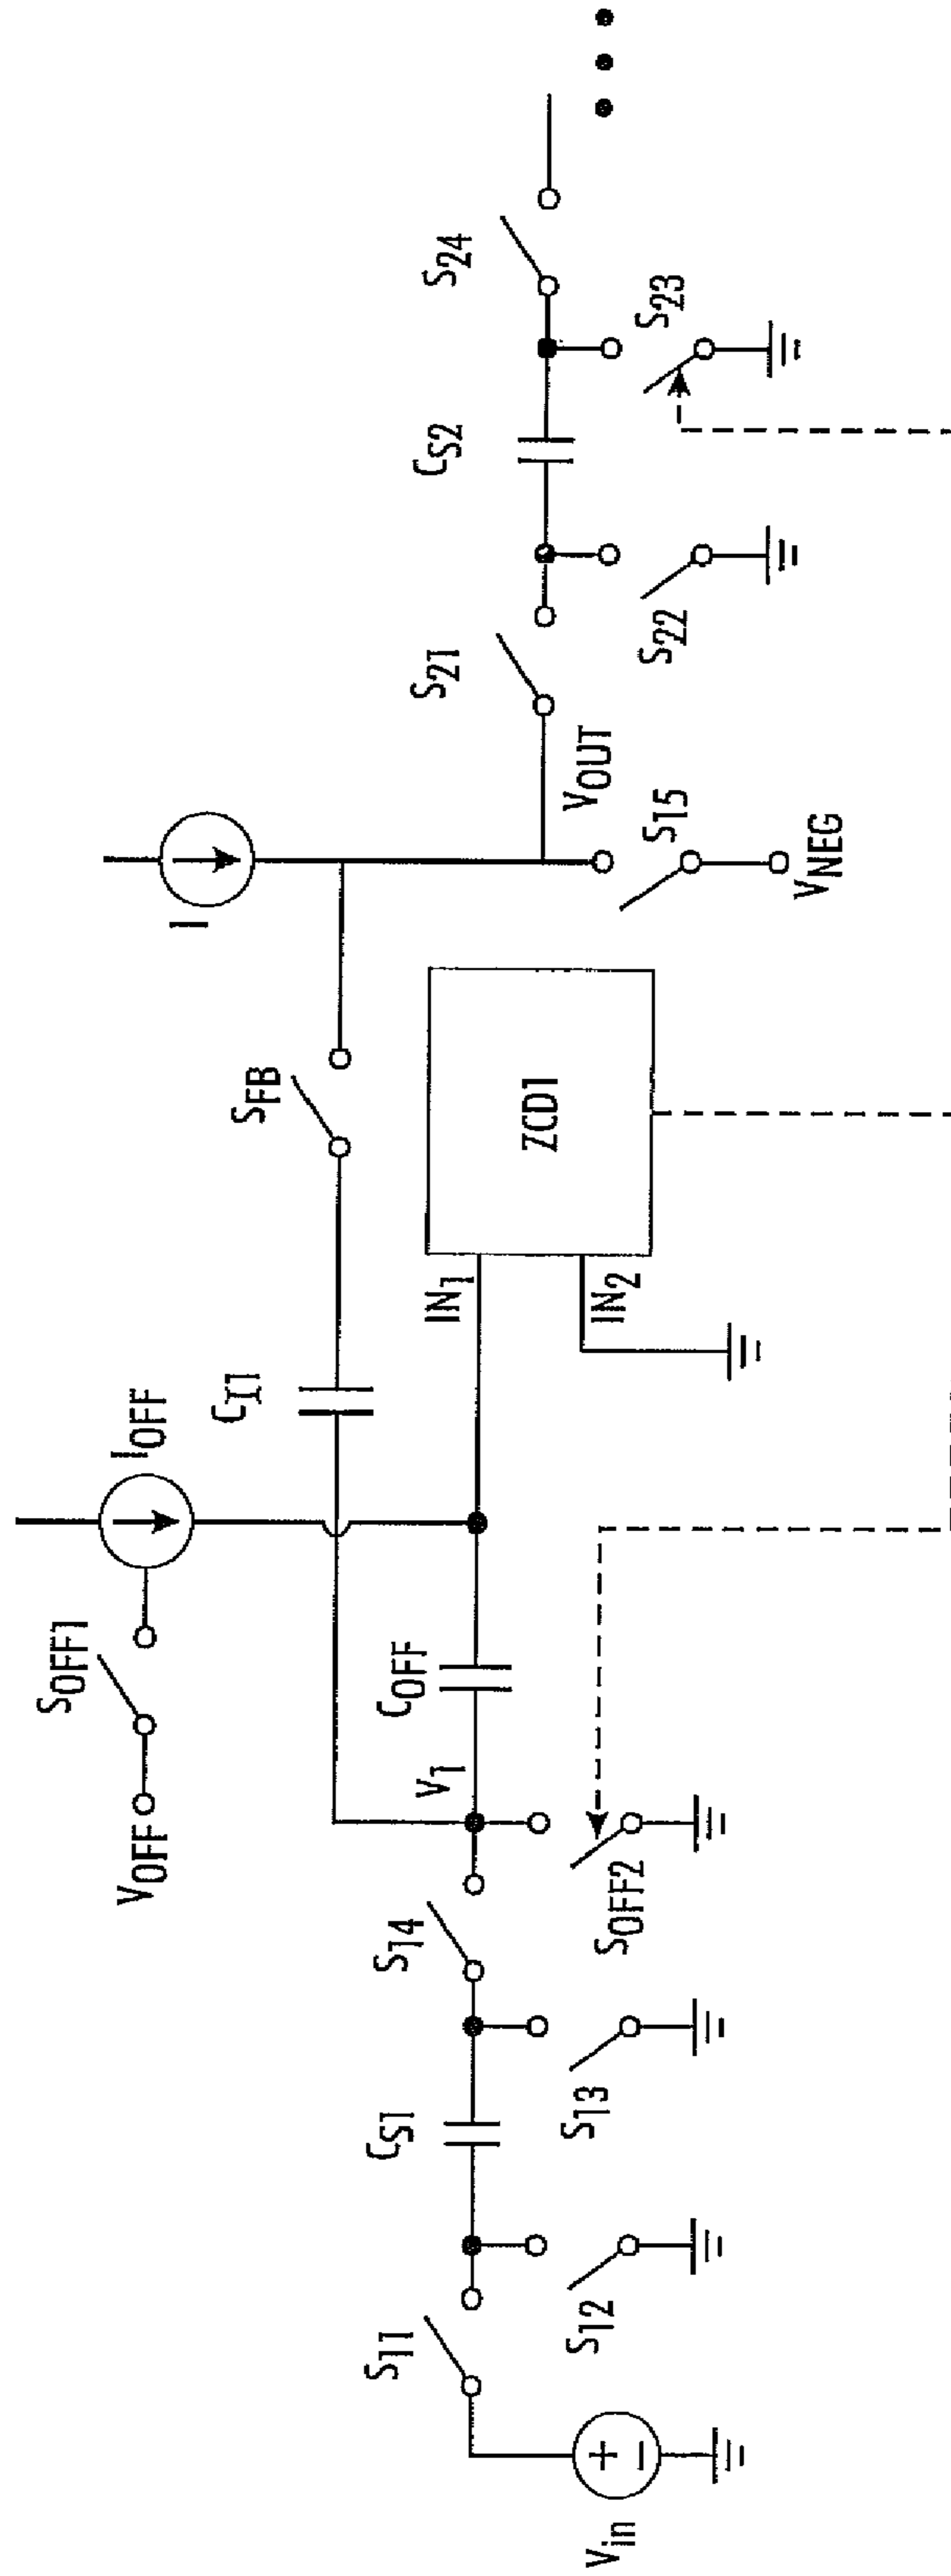 V_in
S_11
S_12
C_S1
S_13
S_14
S_OFF2
V_1
V_OFF
S_OFF1
C_OFF
I_OFF
C_I1
IN_1
IN_2
ZCD1
S_FB
I
V_OUT
S_15
V_NEG
S_21
S_22
C_S2
S_23
S_24